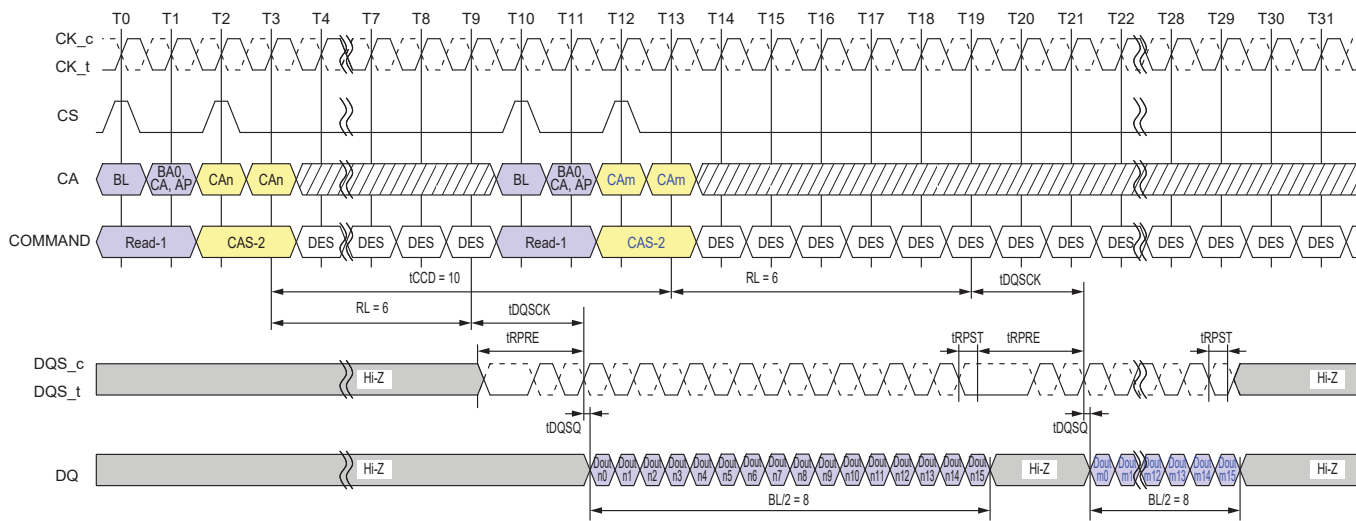 T0 T1 T2 T3 T4 T7 T8 T9 T10 T11 T12 T13 T14 T15 T16 T17 T18 T19 T20 T21 T22 T28 T29 T30 T31
CK_c
CK_t
CS
CA BL BA0, CA, AP CAn CAn BL BA0, CA, AP CAm CAm
COMMAND Read-1 CAS-2 DES DES DES DES Read-1 CAS-2 DES DES DES DES DES DES DES DES DES DES DES DES DES
tCCD = 10 RL = 6 tDQSCK
RL = 6 tDQSCK
tRPRE tRPST tRPRE tRPST
DQS_c
DQS_t
Hi-Z Hi-Z
tDQSQ tDQSQ
DQ Hi-Z Dout n0 Dout n1 Dout n2 Dout n3 Dout n4 Dout n5 Dout n6 Dout n7 Dout n8 Dout n9 Dout n10 Dout n11 Dout n12 Dout n13 Dout n14 Dout n15 Hi-Z Dout m0 Dout m1 Dout m12 Dout m13 Dout m14 Dout m15 Hi-Z
BL/2 = 8 BL/2 = 8